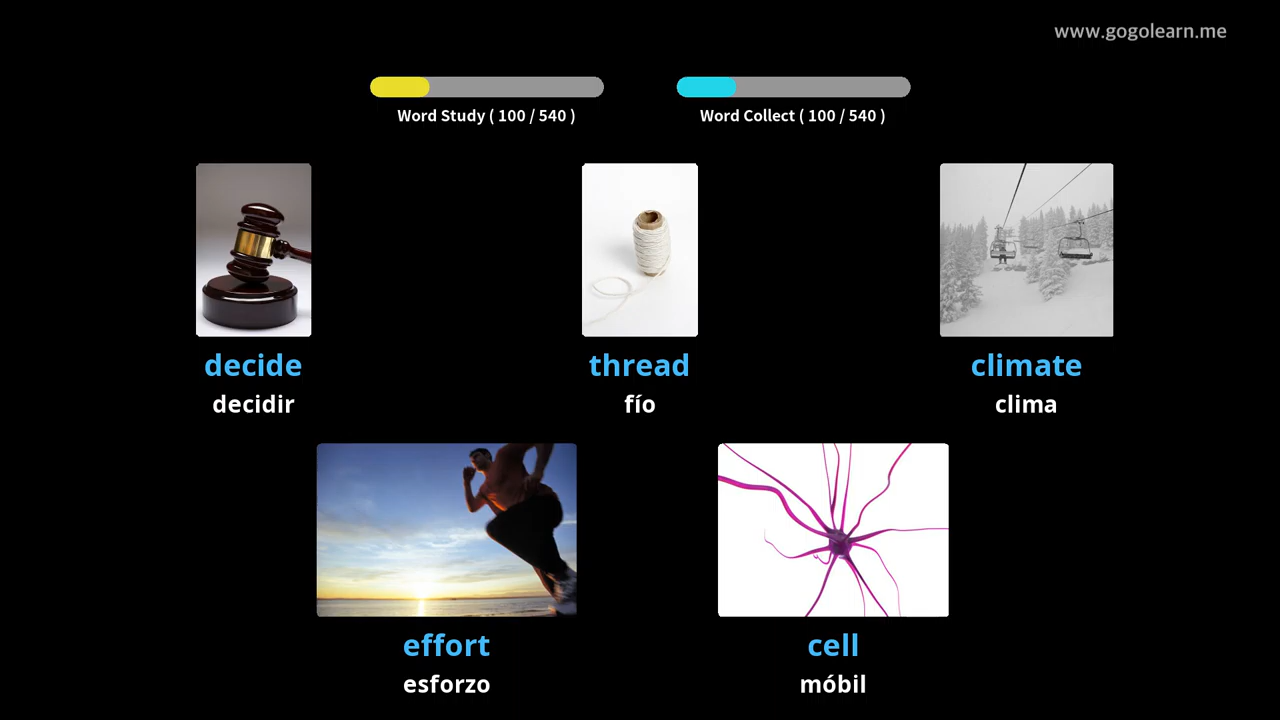 www.gogolearn.me
Word Study ( 100 / 540 )
Word Collect ( 100 / 540 )
decide
decidir
thread
fío
climate
clima
effort
esforzo
cell
móbil